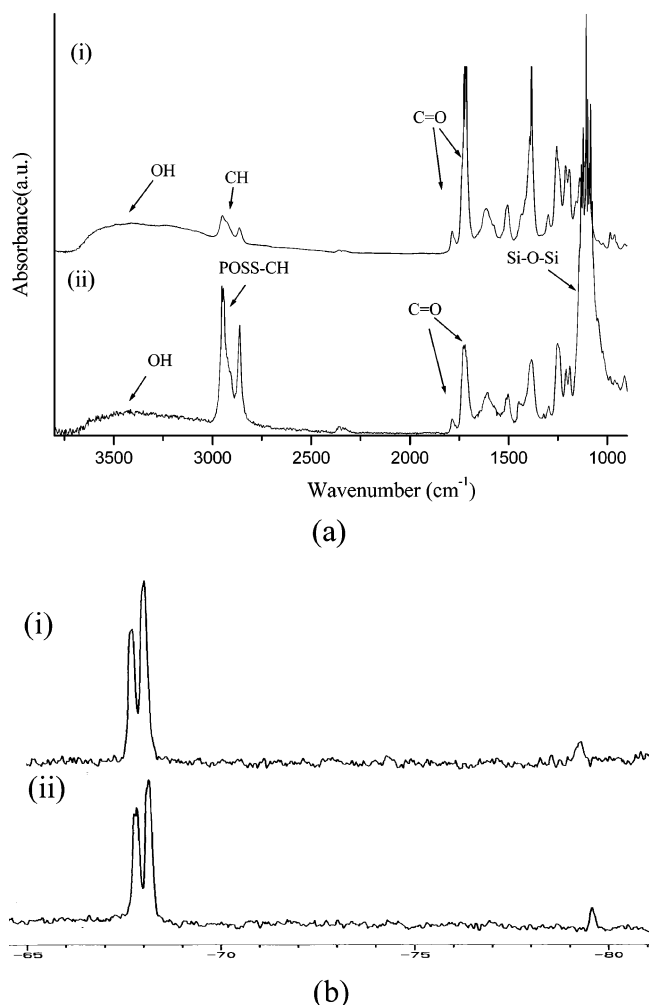 (i)
C=O
OH
CH
Absorbance(a.u.)
Si-O-Si
(ii)
POSS-CH
C=O
OH
3500 3000 2500 2000 1500 1000
Wavenumber (cm⁻¹)
(a)
(i)
(ii)
-65 -70 -75 -80
(b)